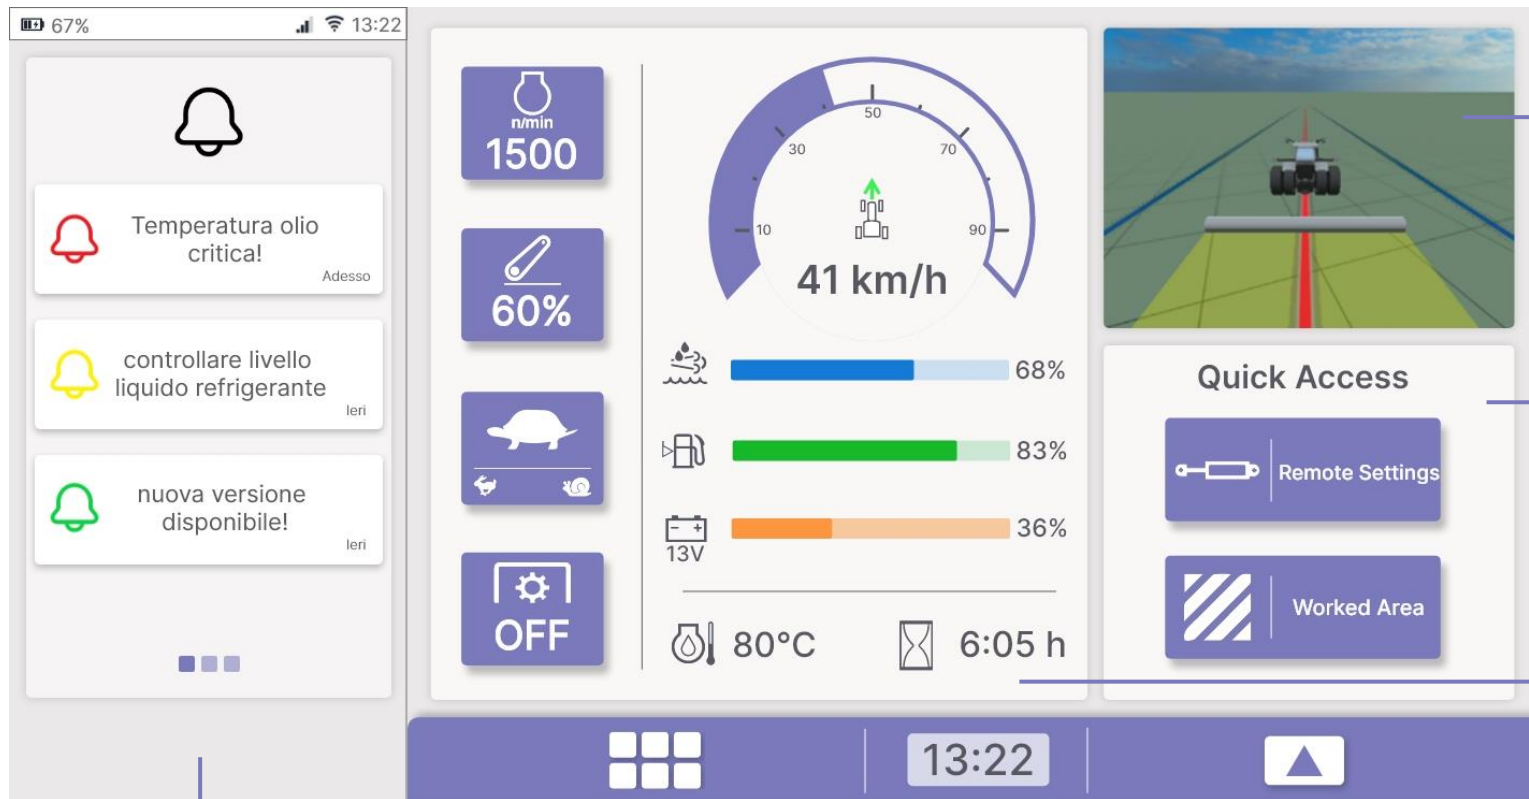 67%
13:22
Temperatura olio
critica!
Adesso
controllare livello
liquido refrigerante
Ieri
nuova versione
disponibile!
Ieri
n/min
1500
60%
OFF
10
30
50
70
90
41 km/h
68%
83%
- +
13V
36%
80°C
6:05 h
Quick Access
Remote Settings
Worked Area
13:22